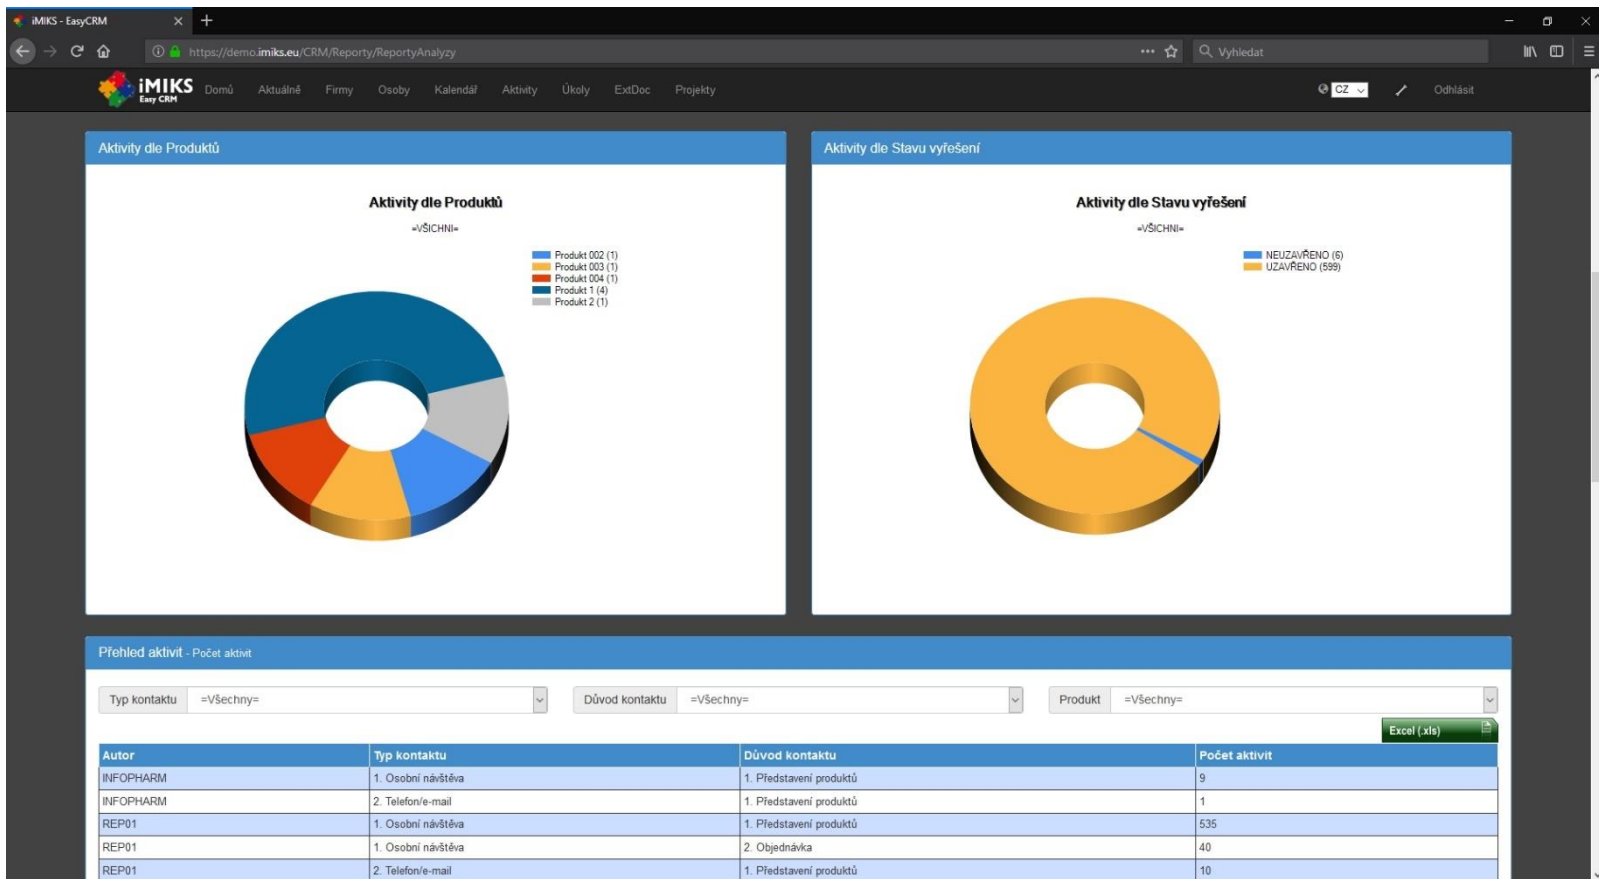 iMIKS - EasyCRM
https://demo.imiks.eu/CRM/Reporty/ReportyAnalyzy
Vyhledat
iMIKS
Easy CRM
Domů Aktuálně Firmy Osoby Kalendář Aktivity Úkoly ExtDoc Projekty
CZ
Odhlásit
Aktivity dle Produktů
Aktivity dle Produktů
=VŠICHNI=
Produkt 002 (1)
Produkt 003 (1)
Produkt 004 (1)
Produkt 1 (4)
Produkt 2 (1)
Aktivity dle Stavu vyřešení
Aktivity dle Stavu vyřešení
=VŠICHNI=
NEUZAVŘENO (6)
UZAVŘENO (599)
Přehled aktivit - Počet aktivit
Typ kontaktu =Všechny= Důvod kontaktu =Všechny= Produkt =Všechny=
Excel (.xls)
Autor Typ kontaktu Důvod kontaktu Počet aktivit
INFOPHARM 1. Osobní návštěva 1. Představení produktů 9
INFOPHARM 2. Telefon/e-mail 1. Představení produktů 1
REP01 1. Osobní návštěva 1. Představení produktů 535
REP01 1. Osobní návštěva 2. Objednávka 40
REP01 2. Telefon/e-mail 1. Představení produktů 10